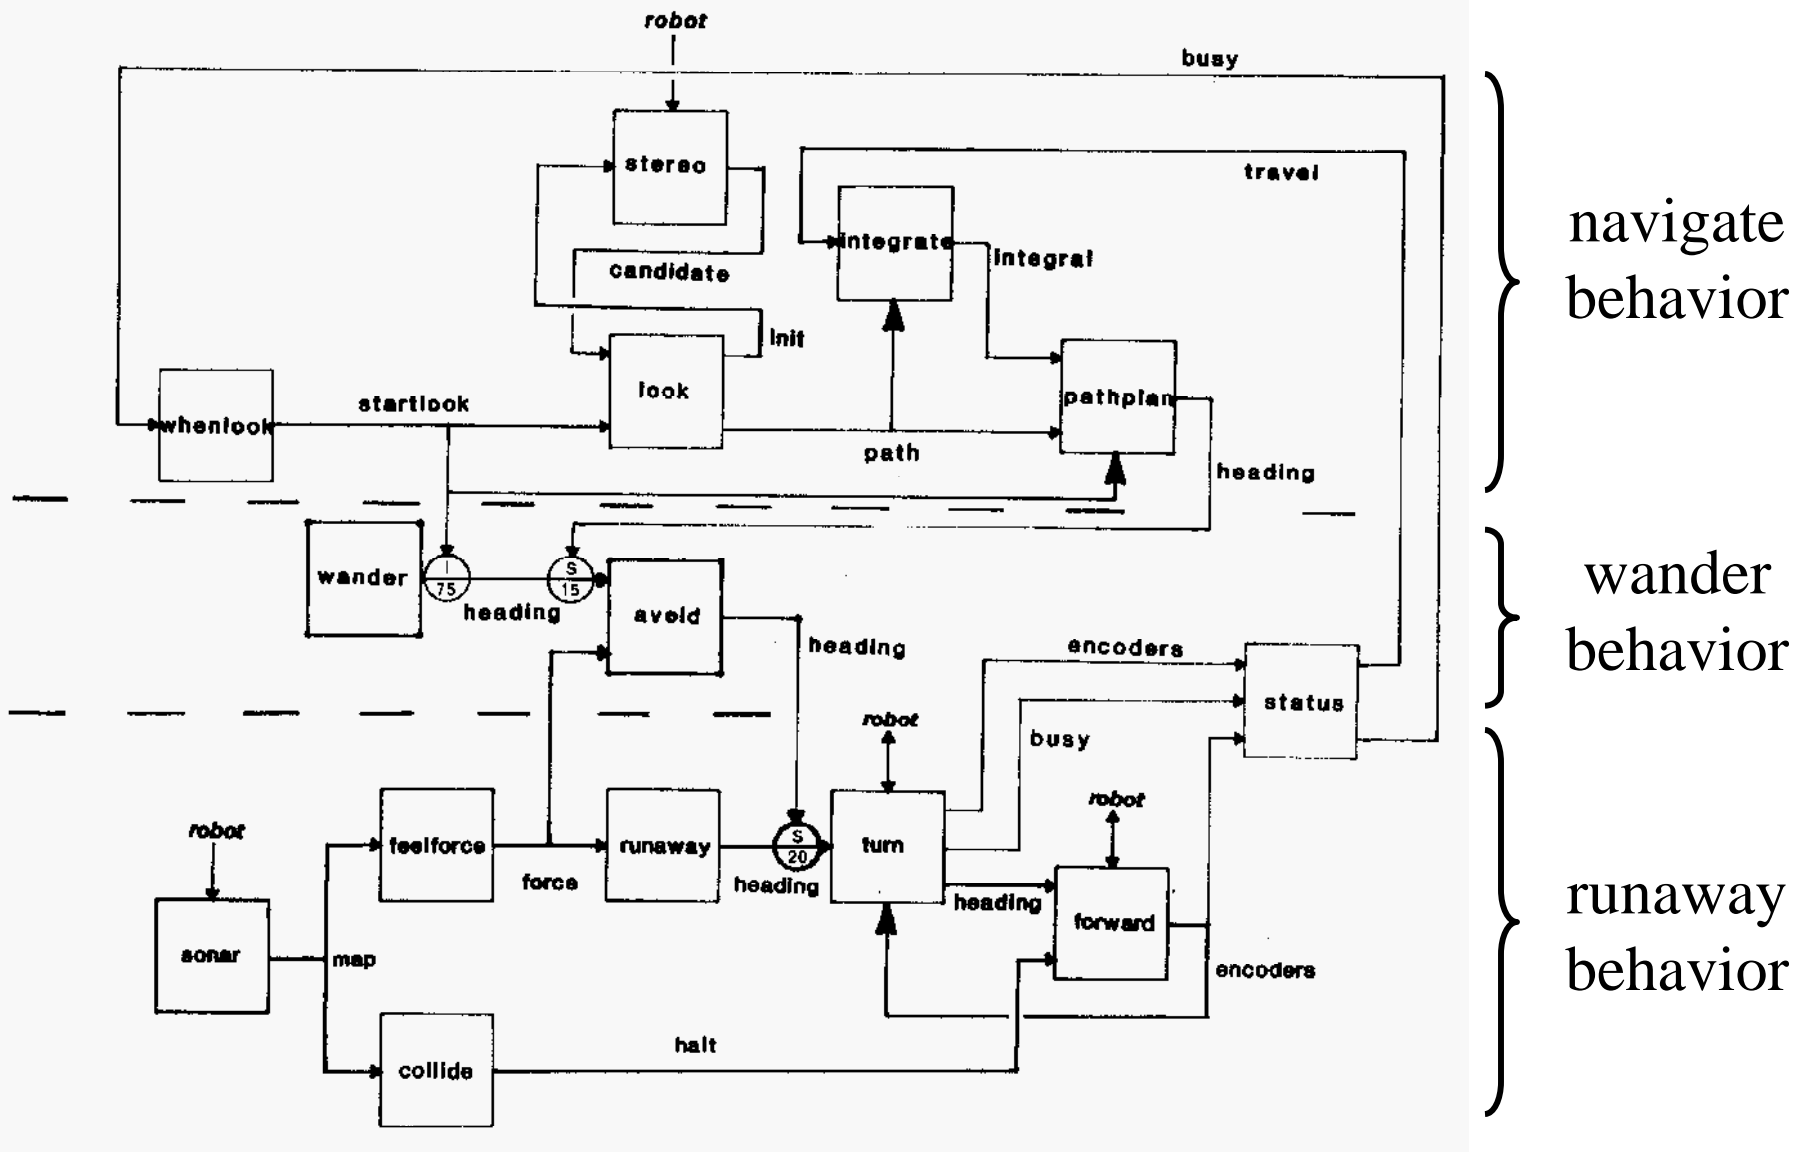 robot
busy
stereo
travel
integrate
integral
candidate
init
look
pathplan
startlook
whenlook
path
heading
navigate
behavior
wander
I
75
S
15
heading
avoid
heading
encoders
status
busy
wander
behavior
robot
robot
robot
feelforce
force
runaway
S
20
heading
turn
heading
forward
encoders
sonar
map
halt
collide
runaway
behavior